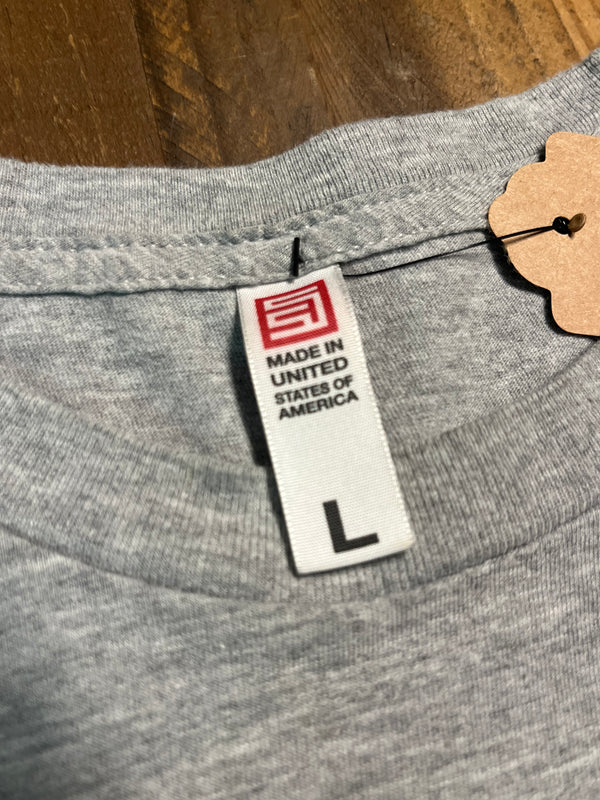 MADE IN
UNITED
STATES OF
AMERICA
L